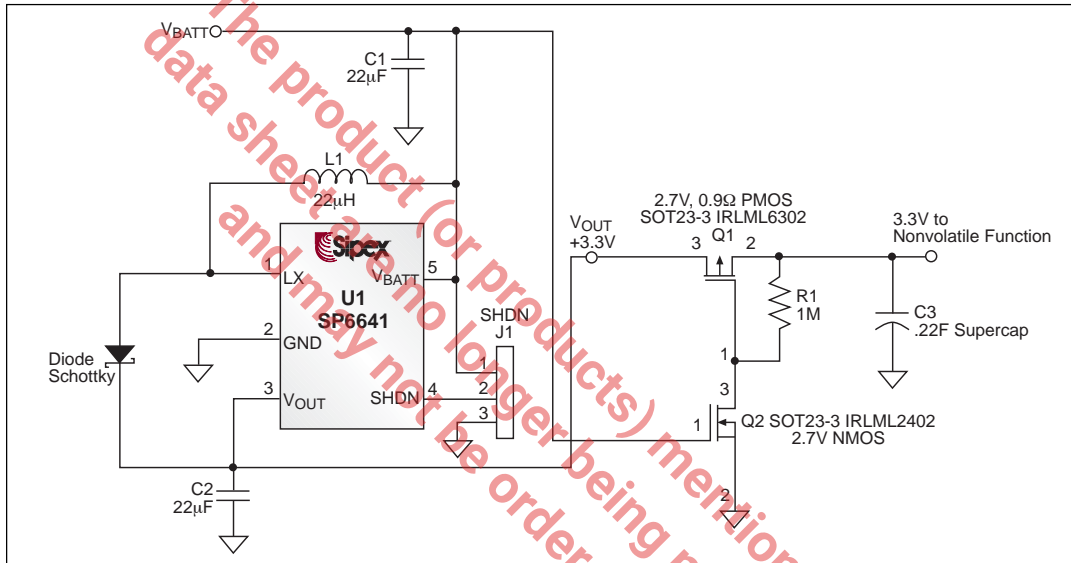 VBATT
C1
22µF
L1
22µH
Sipex
1
LX
VBATT
5
U1
SP6641
2
GND
SHDN
J1
1
2
3
Diode
Schottky
3
VOUT
SHDN
4
C2
22µF
VOUT
+3.3V
2.7V, 0.9Ω PMOS
SOT23-3 IRLML6302
Q1
3
2
3.3V to
Nonvolatile Function
R1
1M
C3
.22F Supercap
1
3
1
Q2 SOT23-3 IRLML2402
2.7V NMOS
2
The product (or products) mention
data sheet are no longer being
and may not be order